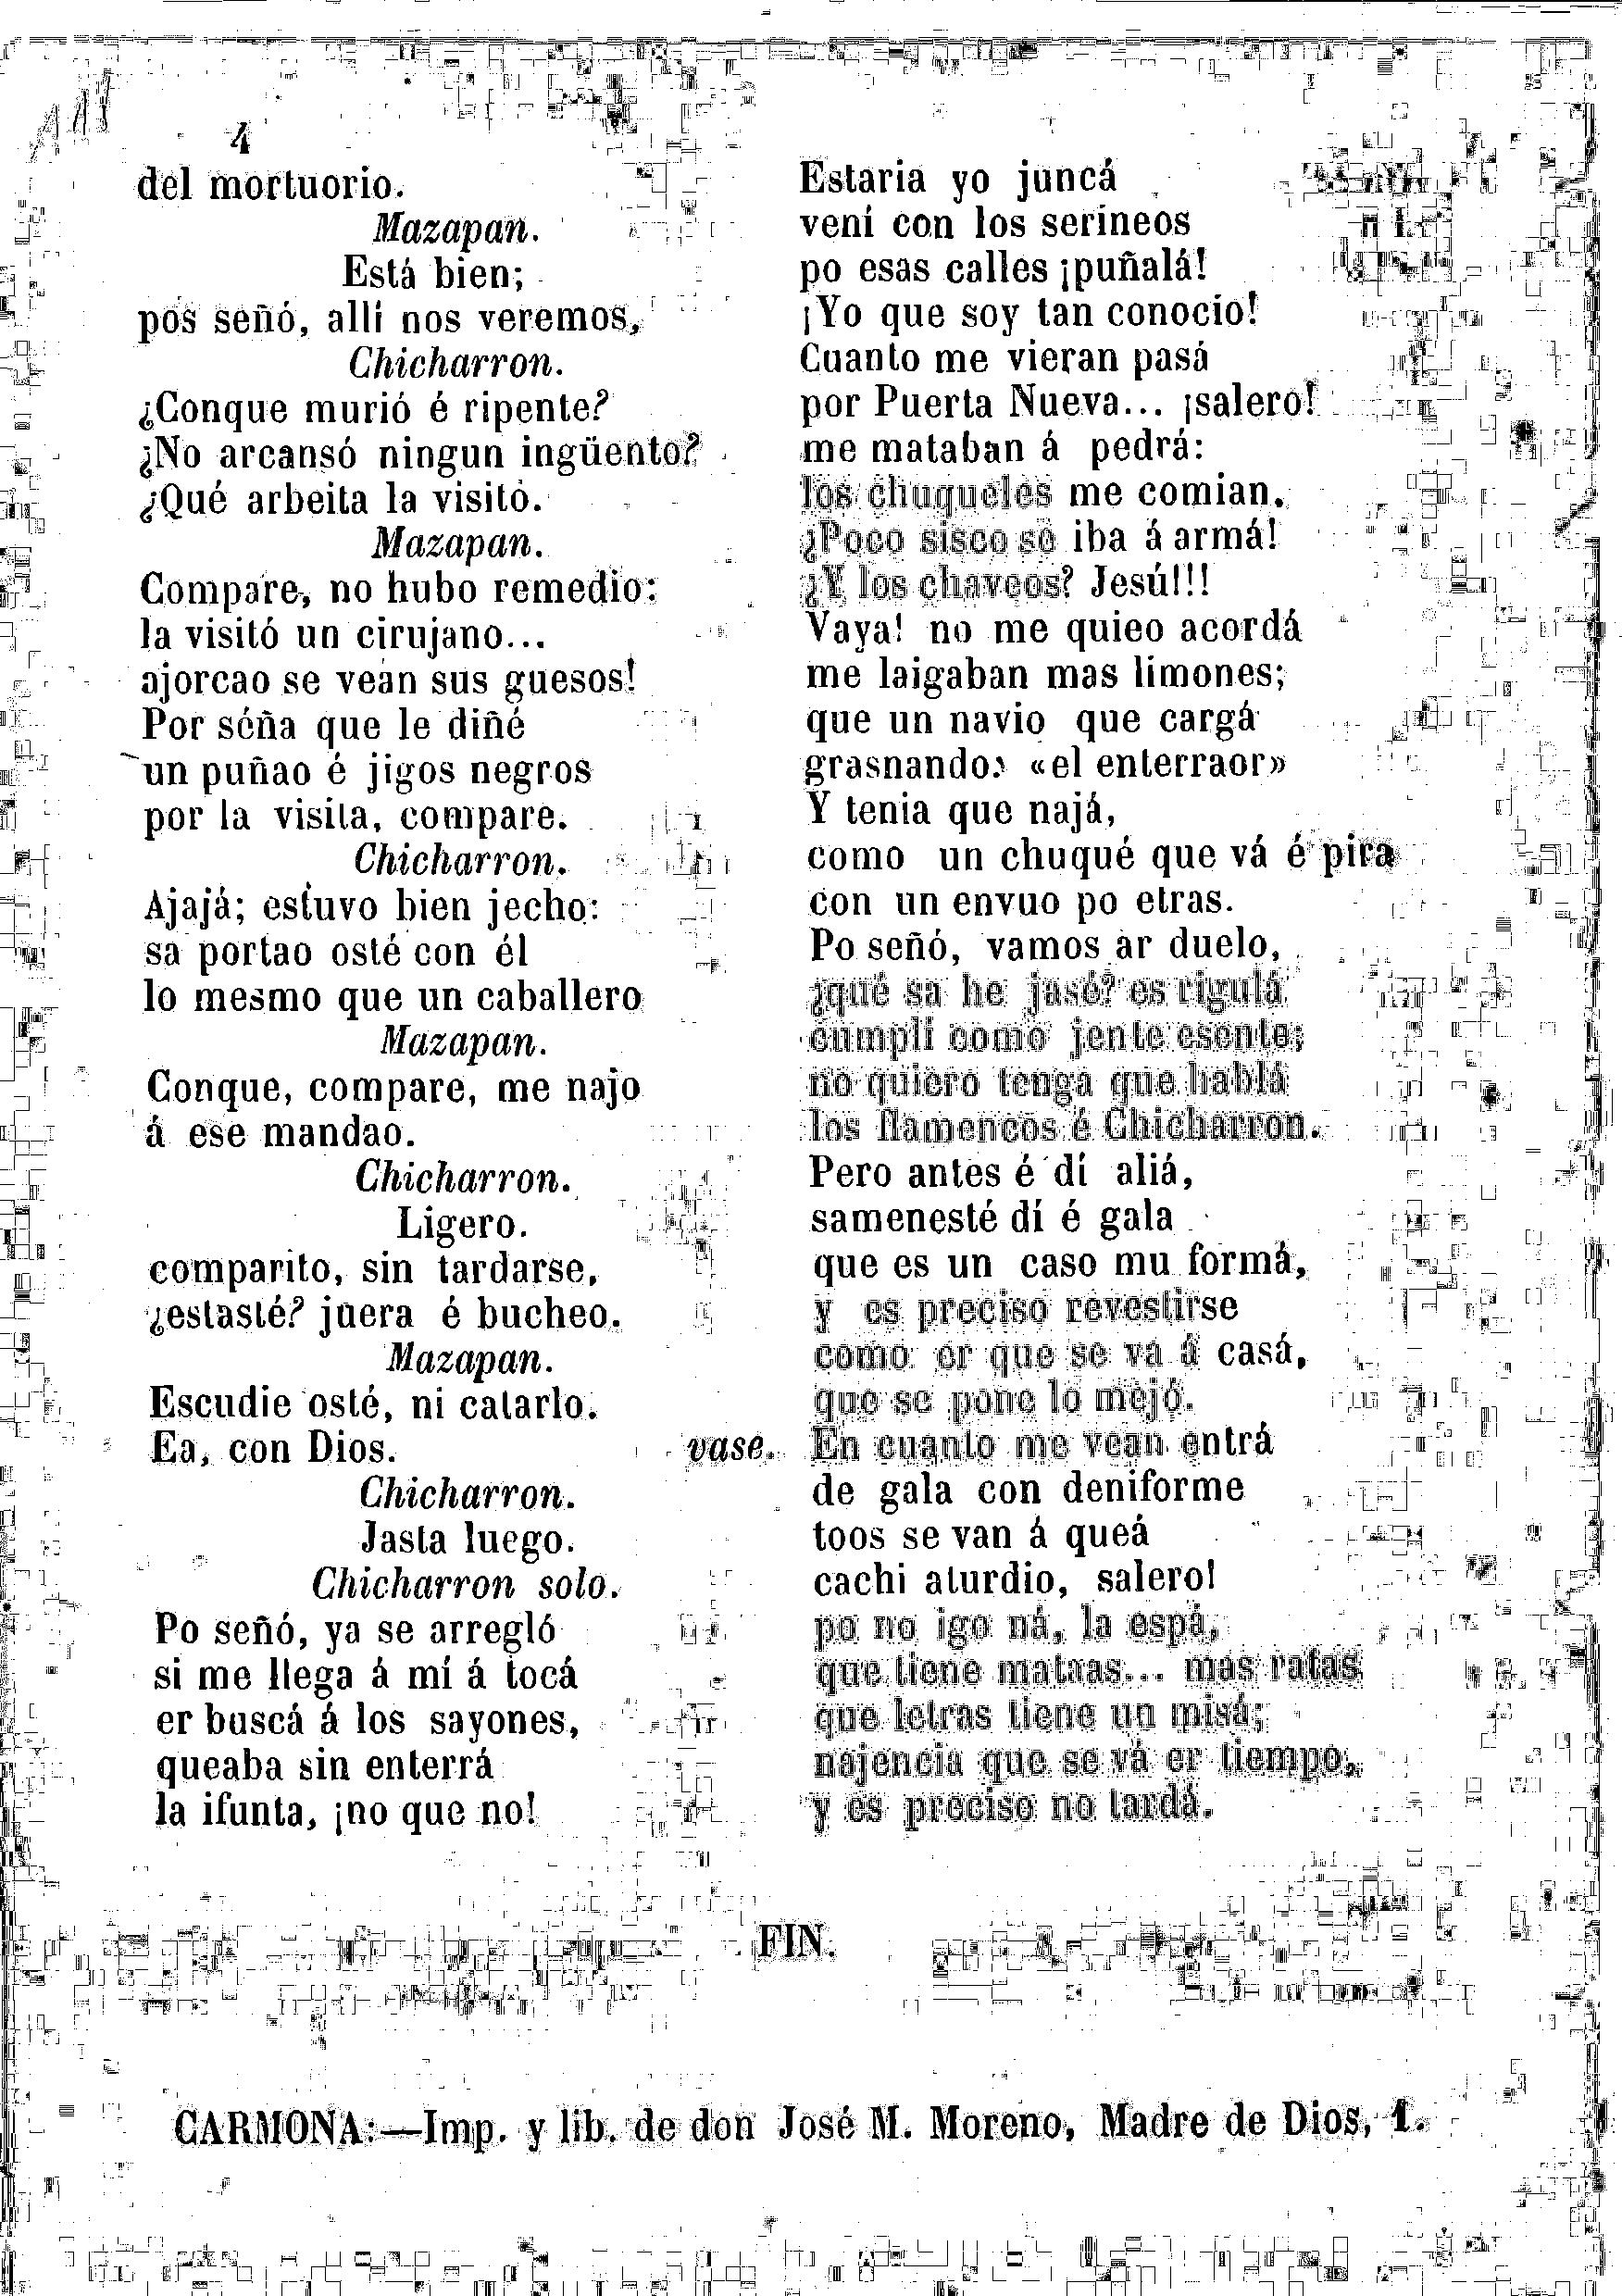 4
del mortuorio.
Mazapan.
Está bien;
pos señó, alli nos veremos,
Chicharron.
¿Conque murió é ripente?
¿No arcansó ningun ingüento?
¿Qué arbeita la visitó.
Mazapan.
Compare, no hubo remedio:
la visitó un cirujano...
ajorcao se vean sus guesos!
Por séña que le diñé
un puñao é jigos negros
por la visita, compare.
Chicharron.
Ajajá; estuvo bien jecho:
sa portao osté con él
lo mesmo que un caballero
Mazapan.
Conque, compare, me najo
á ese mandao.
Chicharron.
Ligero.
comparito, sin tardarse,
¿estasté? juera é bucheo.
Mazapan.
Escudie osté, ni catarlo.
Ea, con Dios. vase.
Chicharron.
Jasta luego.
Chicharron solo.
Po señó, ya se arregló
si me llega á mí á tocá
er buscá á los sayones,
queaba sin enterrá
la ifunta, ¡no que no!
Estaria yo juncá
vení con los serineos
po esas calles ¡puñalá!
¡Yo que soy tan conocio!
Cuanto me vieran pasá
por Puerta Nueva... ¡salero!
me mataban á pedrá:
los chuqueles me comian.
¿Poco sisco se iba á armá!
¿Y los chaveos? Jesú!!!
Vaya! no me quieo acordá
me laigaban mas limones;
que un navio que cargá
grasnando: «el enterraor»
Y tenia que najá,
como un chuqué que vá é pira
con un envuo po etras.
Po señó, vamos ar duelo,
¿qué sa he jasé? es rigulá
cumpli como jente esente;
no quiero tenga que hablá
los flamencos é Chicharron.
Pero antes é dí aliá,
samenesté dí é gala
que es un caso mu formá,
y es preciso revestirse
como er que se va á casá,
que se pone lo mejó.
En cuanto me vean entrá
de gala con deniforme
toos se van á queá
cachi aturdio, salero!
po no igo ná, la espá,
que tiene mataas... mas ratas
que letras tiene un misá;
najencia que se vá er tiempo,
y es preciso no tardá.
FIN.
CARMONA:—Imp. y lib. de don José M. Moreno, Madre de Dios, 1.